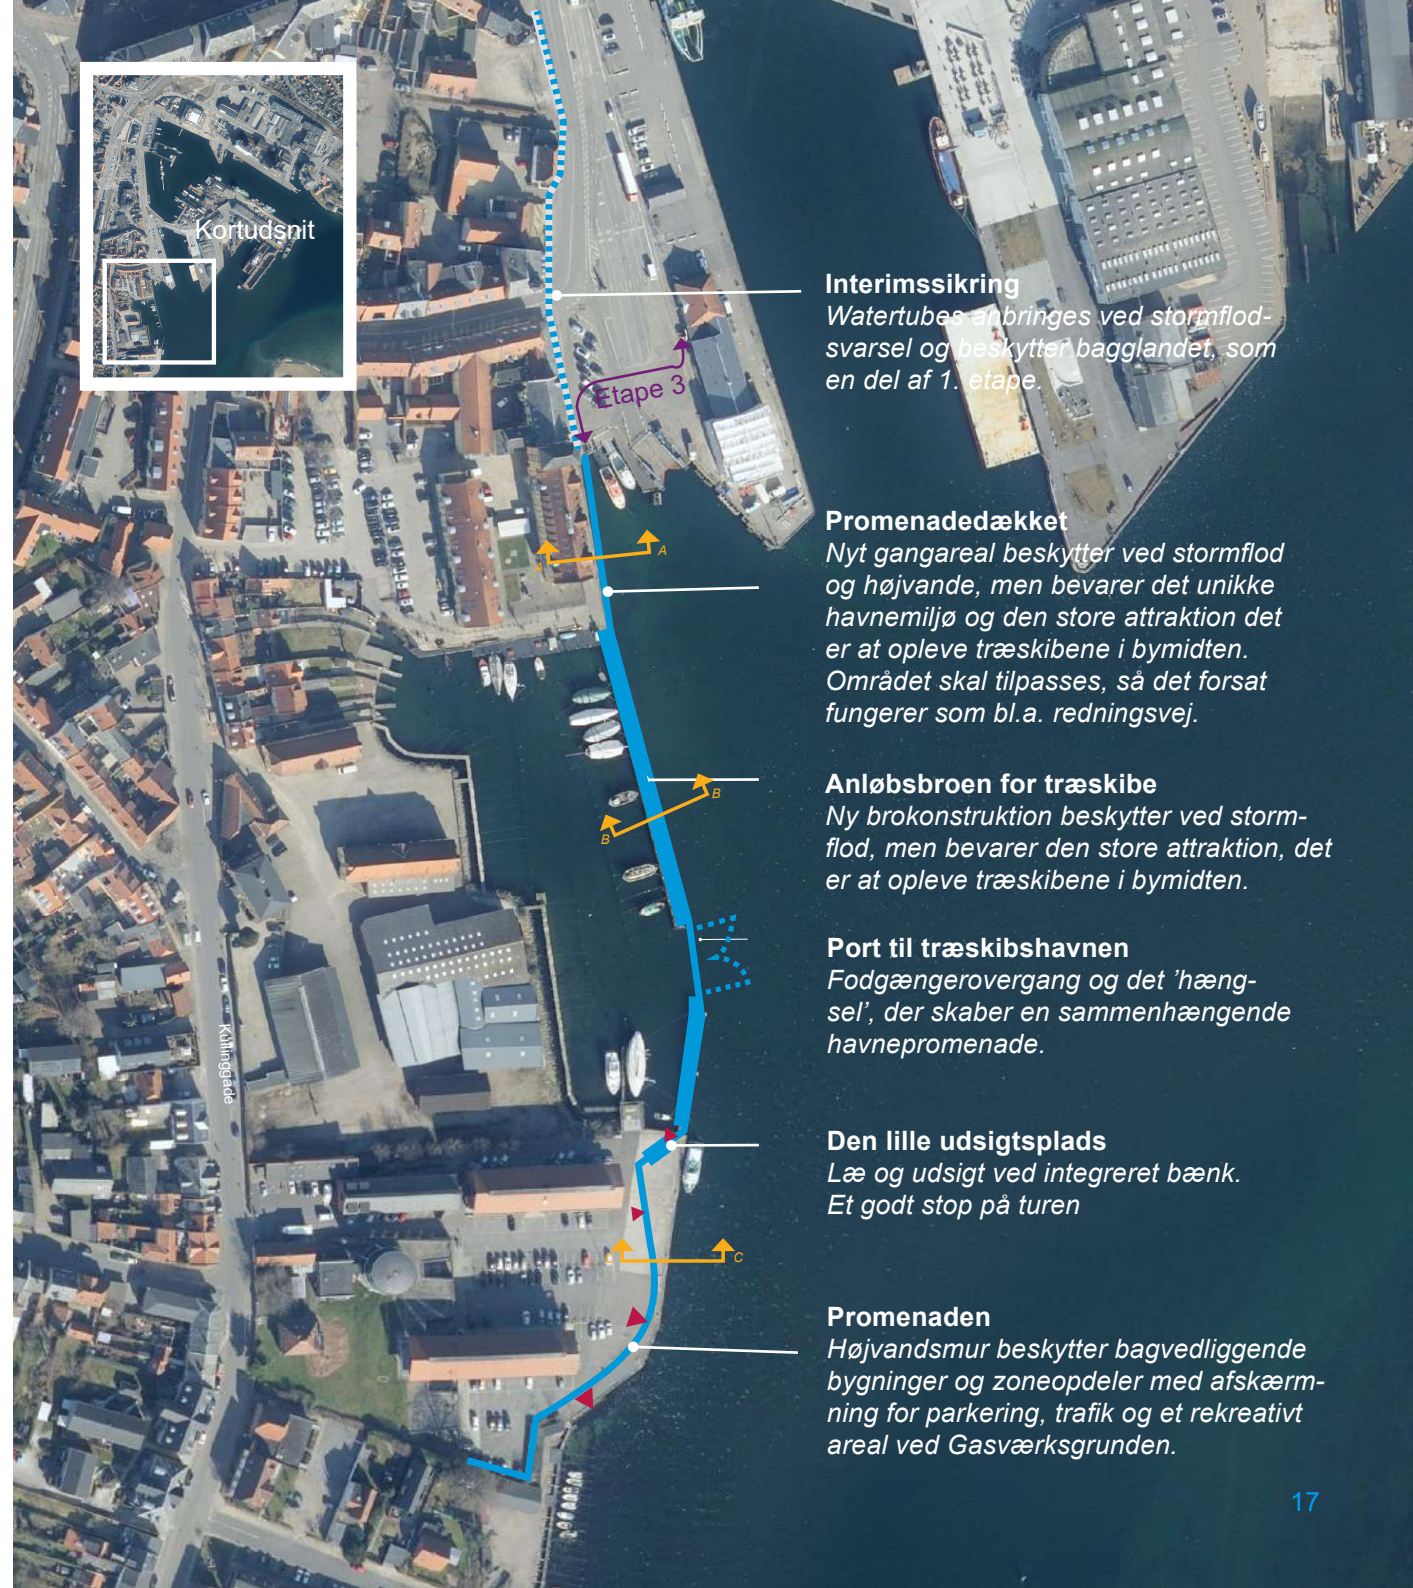 Kortudsnit
Interimssikring
Watertubes anbringes ved stormflod-
svarsel og beskytter bagglandet, som
en del af 1. etape.
Etape 3
Promenadedækket
Nyt gangareal beskytter ved stormflod
og højvande, men bevarer det unikke
havnemiljø og den store attraktion det
er at opleve træskibene i bymidten.
Området skal tilpasses, så det forsat
fungerer som bl.a. redningsvej.
A
A
Anløbsbroen for træskibe
Ny brokonstruktion beskytter ved storm-
flod, men bevarer den store attraktion, det
er at opleve træskibene i bymidten.
B
B
Port til træskibshavnen
Fodgængerovergang og det ’hæng-
sel’, der skaber en sammenhængende
havnepromenade.
Kullinggade
Den lille udsigtsplads
Læ og udsigt ved integreret bænk.
Et godt stop på turen
C
C
Promenaden
Højvandsmur beskytter bagvedliggende
bygninger og zoneopdeler med afskærm-
ning for parkering, trafik og et rekreativt
areal ved Gasværksgrunden.
17